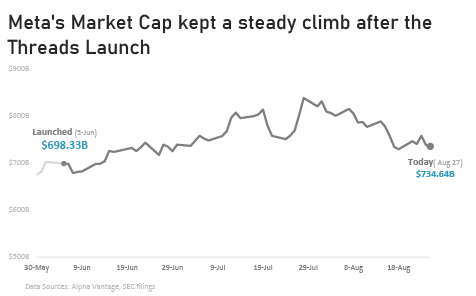 Meta's Market Cap kept a steady climb after the
Threads Launch
$900B
$800B
Launched (5-Jun)
$698.33B
$700B
Today( Aug 27)
$734.64B
$600B
$500B
30-May 9-Jun 19-Jun 29-Jun 9-Jul 19-Jul 29-Jul 8-Aug 18-Aug
Data Sources: Alpha Vantage, SEC filings